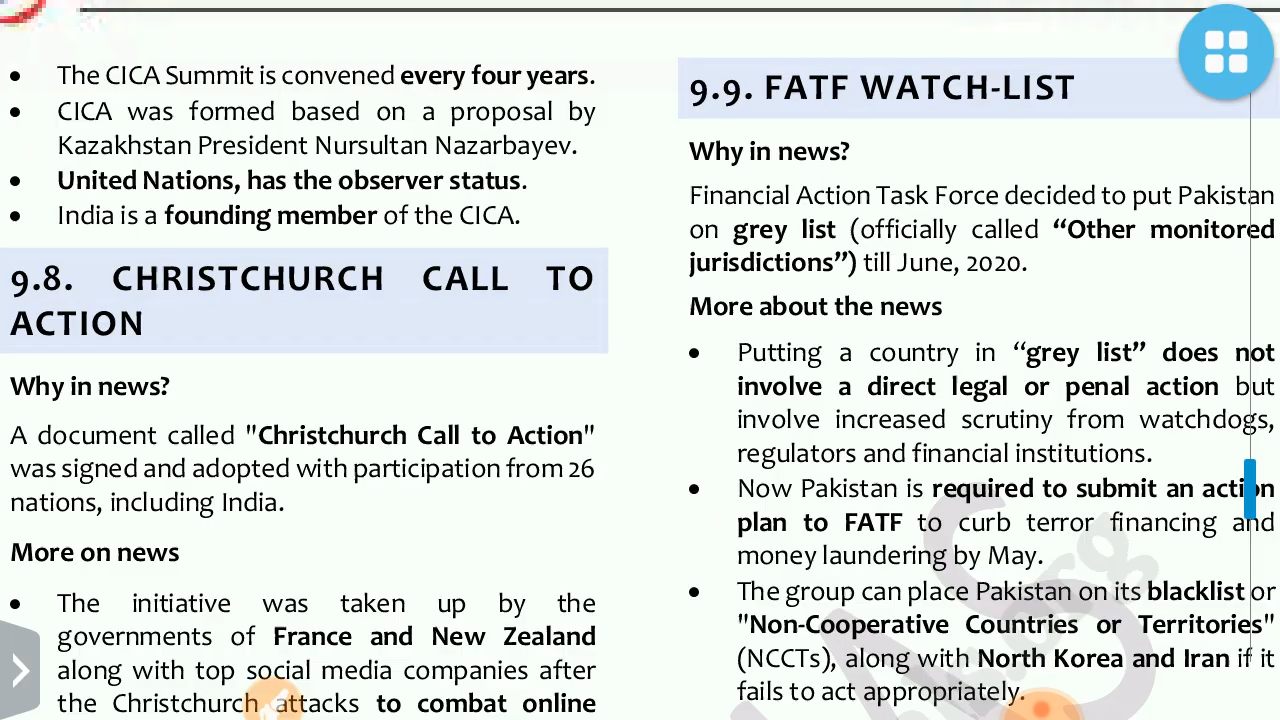 • The CICA Summit is convened every four years.
• CICA was formed based on a proposal by
Kazakhstan President Nursultan Nazarbayev.
• United Nations, has the observer status.
• India is a founding member of the CICA.
9.8. CHRISTCHURCH CALL TO
ACTION
Why in news?
A document called "Christchurch Call to Action"
was signed and adopted with participation from 26
nations, including India.
More on news
• The initiative was taken up by the
governments of France and New Zealand
along with top social media companies after
the Christchurch attacks to combat online
9.9. FATF WATCH-LIST
Why in news?
Financial Action Task Force decided to put Pakistan
on grey list (officially called “Other monitored
jurisdictions”) till June, 2020.
More about the news
• Putting a country in “grey list” does not
involve a direct legal or penal action but
involve increased scrutiny from watchdogs,
regulators and financial institutions.
• Now Pakistan is required to submit an action
plan to FATF to curb terror financing and
money laundering by May.
• The group can place Pakistan on its blacklist or
"Non-Cooperative Countries or Territories"
(NCCTs), along with North Korea and Iran if it
fails to act appropriately.